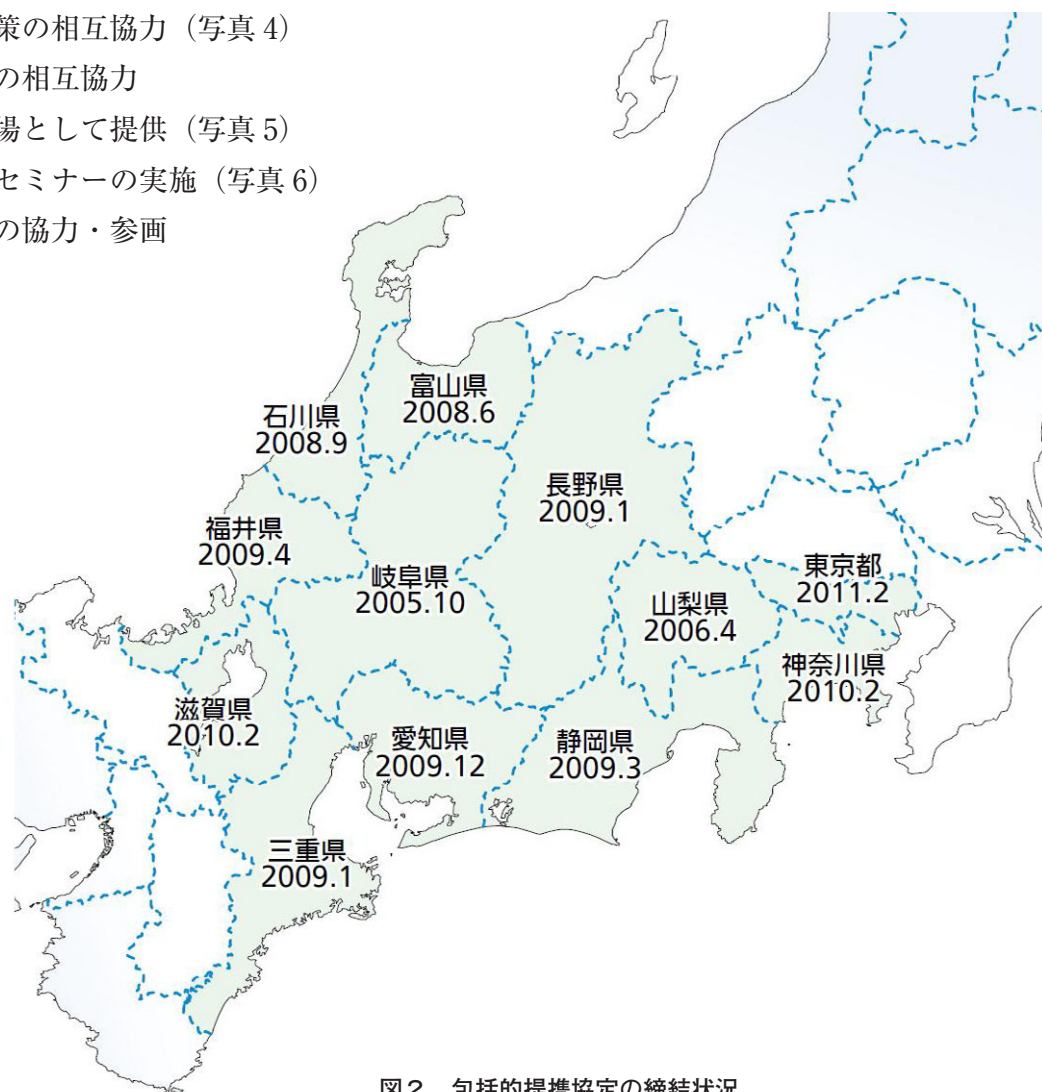 策の相互協力（写真4）
の相互協力
場として提供（写真5）
セミナーの実施（写真6）
の協力・参画
富山県
2008.6
石川県
2008.9
長野県
2009.1
福井県
2009.4
東京都
2011.2
岐阜県
2005.10
山梨県
2006.4
神奈川県
2010.2
滋賀県
2010.2
愛知県
2009.12
静岡県
2009.3
三重県
2009.1
図2　包括的提携協定の締結状況